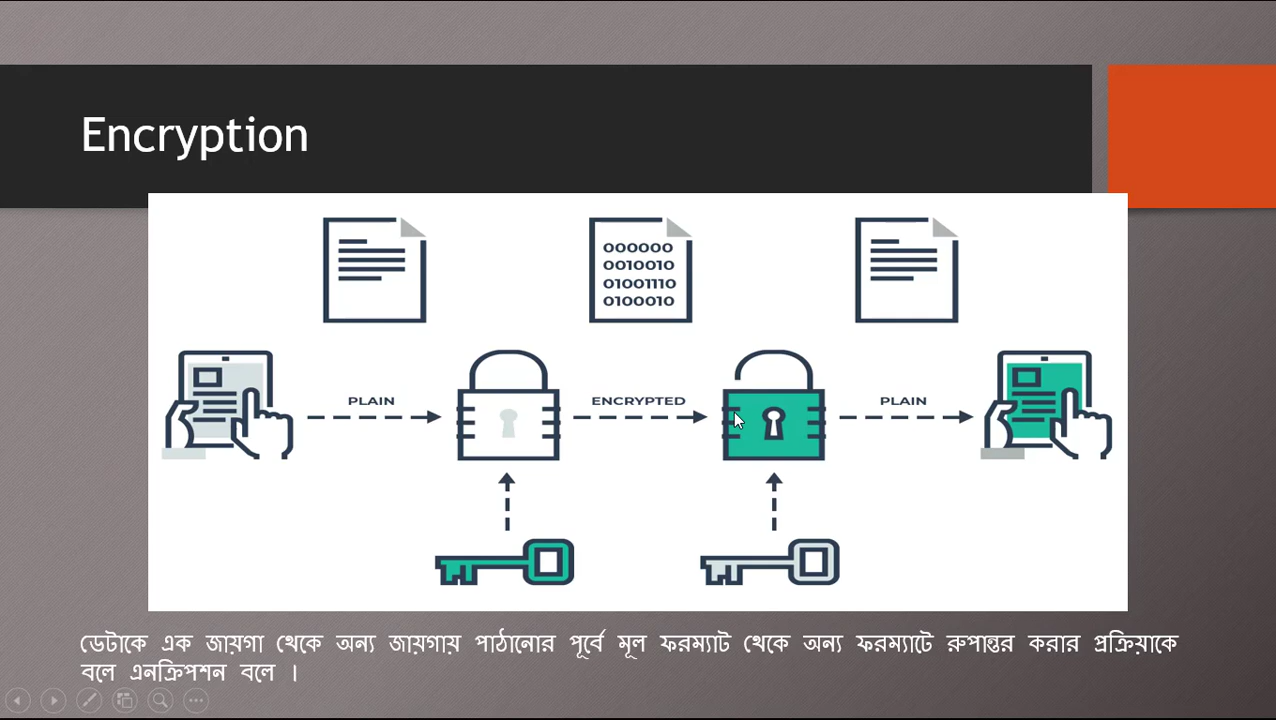 Encryption
000000
0010010
01001110
0100010
PLAIN
ENCRYPTED
PLAIN
ডেটাকে এক জায়গা থেকে অন্য জায়গায় পাঠানোর পূর্বে মূল ফরম্যাট থেকে অন্য ফরম্যাটে রুপান্তর করার প্রক্রিয়াকে
বলে এনক্রিপশন বলে ।